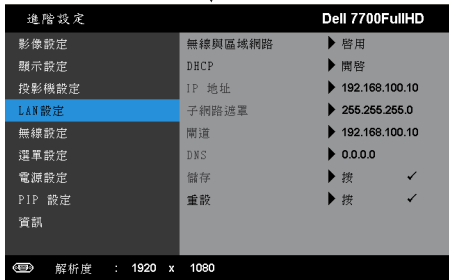 進階設定 Dell 7700FullHD
影像設定 無線與區域網路 啟用
顯示設定 DHCP 開啟
投影機設定 IP 地址 192.168.100.10
LAN設定 子網路遮罩 255.255.255.0
無線設定 閘道 192.168.100.10
選單設定 DNS 0.0.0.0
電源設定 儲存 按
PIP 設定 重設 按
資訊
解析度 : 1920 x 1080